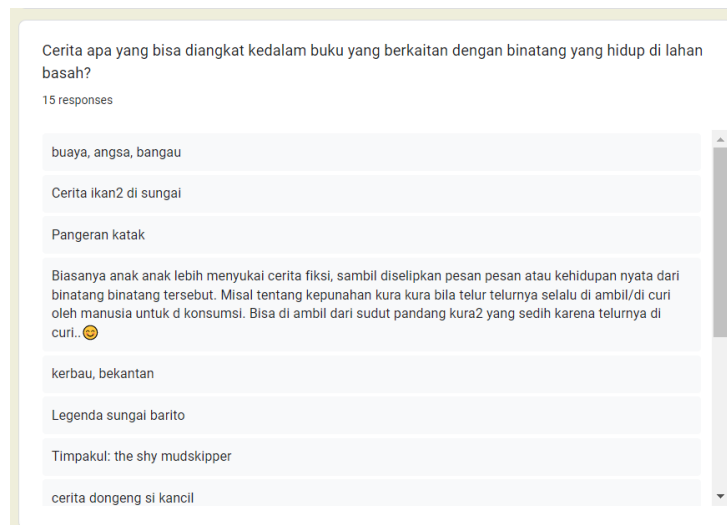 Cerita apa yang bisa diangkat kedalam buku yang berkaitan dengan binatang yang hidup di lahan
basah?
15 responses
buaya, angsa, bangau
Cerita ikan2 di sungai
Pangeran katak
Biasanya anak anak lebih menyukai cerita fiksi, sambil diselipkan pesan pesan atau kehidupan nyata dari
binatang binatang tersebut. Misal tentang kepunahan kura kura bila telur telurnya selalu di ambil/di curi
oleh manusia untuk d konsumsi. Bisa di ambil dari sudut pandang kura2 yang sedih karena telurnya di
curi..😊
kerbau, bekantan
Legenda sungai barito
Timpakul: the shy mudskipper
cerita dongeng si kancil